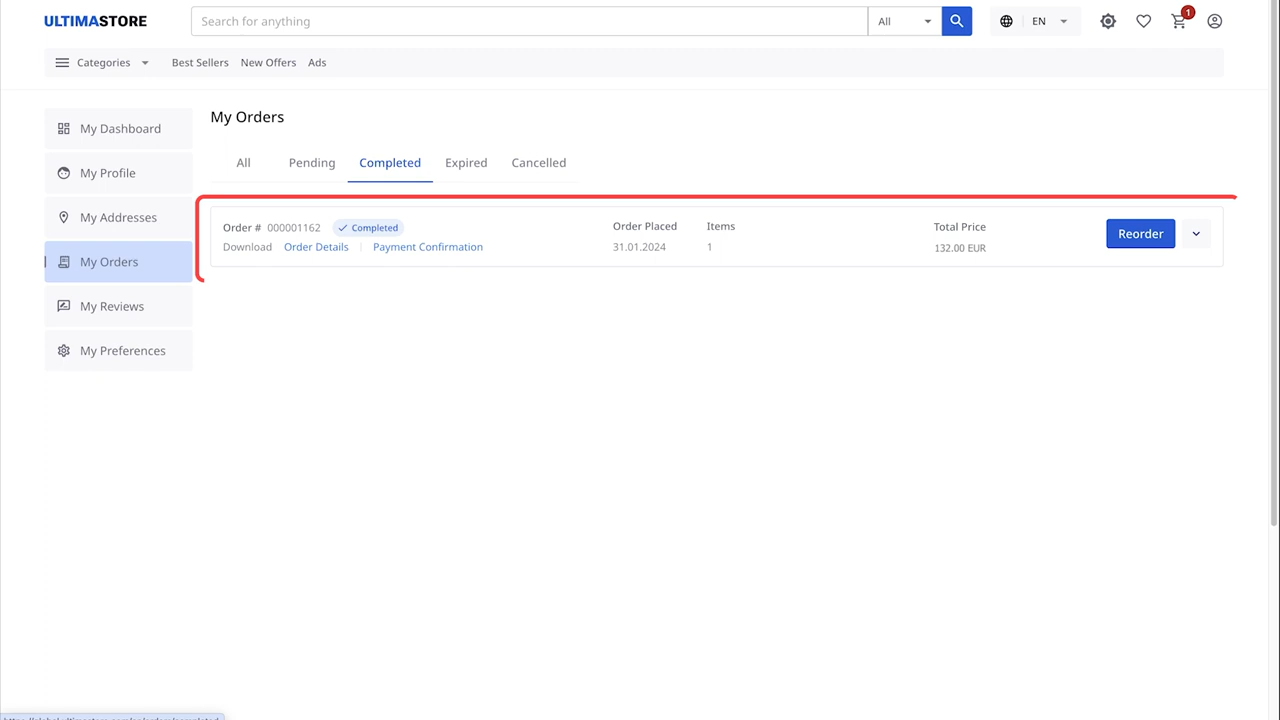 ULTIMASTORE
Search for anything
All
EN
1
Categories
Best Sellers
New Offers
Ads
My Dashboard
My Profile
My Addresses
My Orders
My Reviews
My Preferences
My Orders
All
Pending
Completed
Expired
Cancelled
Order # 000001162
Completed
Download Order Details | Payment Confirmation
Order Placed
31.01.2024
Items
1
Total Price
132.00 EUR
Reorder